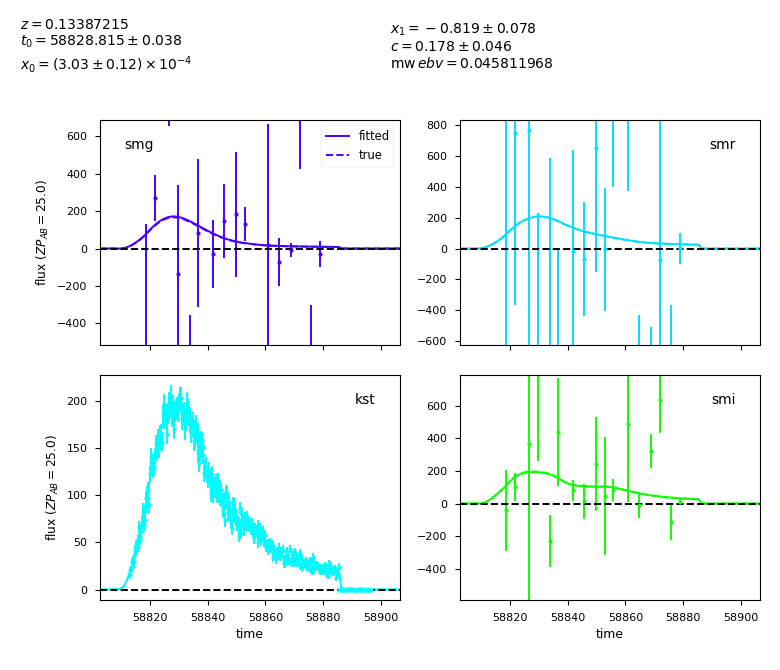 z = 0.13387215
t₀ = 58828.815 ± 0.038
x₀ = (3.03 ± 0.12) × 10⁻⁴
x₁ = −0.819 ± 0.078
c = 0.178 ± 0.046
mw ebv = 0.045811968
smg
fitted
true
600
400
200
0
−200
−400
flux (ZP_AB = 25.0)
smr
800
600
400
200
0
−200
−400
−600
kst
200
150
100
50
0
flux (ZP_AB = 25.0)
58820 58840 58860 58880 58900
time
smi
600
400
200
0
−200
−400
58820 58840 58860 58880 58900
time